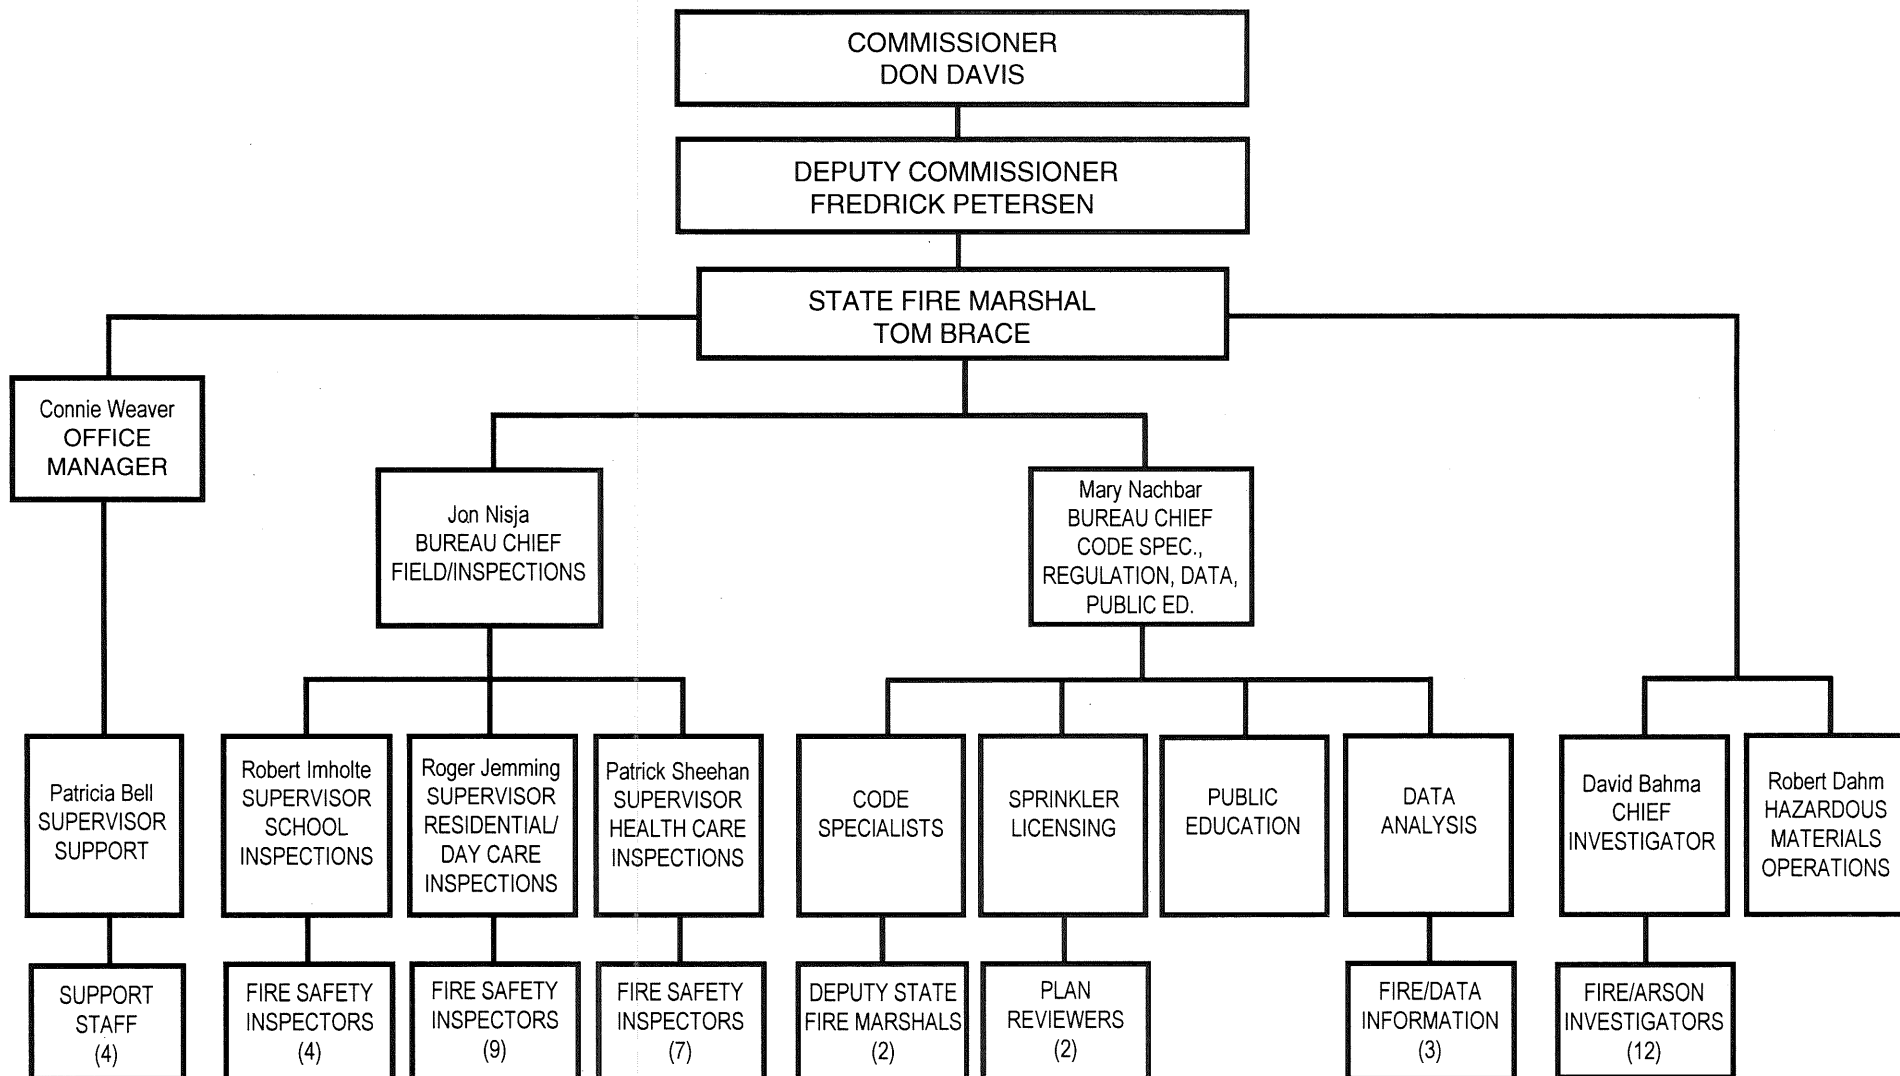 COMMISSIONER
DON DAVIS
DEPUTY COMMISSIONER
FREDRICK PETERSEN
STATE FIRE MARSHAL
TOM BRACE
Connie Weaver
OFFICE
MANAGER
Jon Nisja
BUREAU CHIEF
FIELD/INSPECTIONS
Mary Nachbar
BUREAU CHIEF
CODE SPEC.,
REGULATION, DATA,
PUBLIC ED.
Patricia Bell
SUPERVISOR
SUPPORT
Robert Imholte
SUPERVISOR
SCHOOL
INSPECTIONS
Roger Jemming
SUPERVISOR
RESIDENTIAL/
DAY CARE
INSPECTIONS
Patrick Sheehan
SUPERVISOR
HEALTH CARE
INSPECTIONS
CODE
SPECIALISTS
SPRINKLER
LICENSING
PUBLIC
EDUCATION
DATA
ANALYSIS
David Bahma
CHIEF
INVESTIGATOR
Robert Dahm
HAZARDOUS
MATERIALS
OPERATIONS
SUPPORT
STAFF
(4)
FIRE SAFETY
INSPECTORS
(4)
FIRE SAFETY
INSPECTORS
(9)
FIRE SAFETY
INSPECTORS
(7)
DEPUTY STATE
FIRE MARSHALS
(2)
PLAN
REVIEWERS
(2)
FIRE/DATA
INFORMATION
(3)
FIRE/ARSON
INVESTIGATORS
(12)